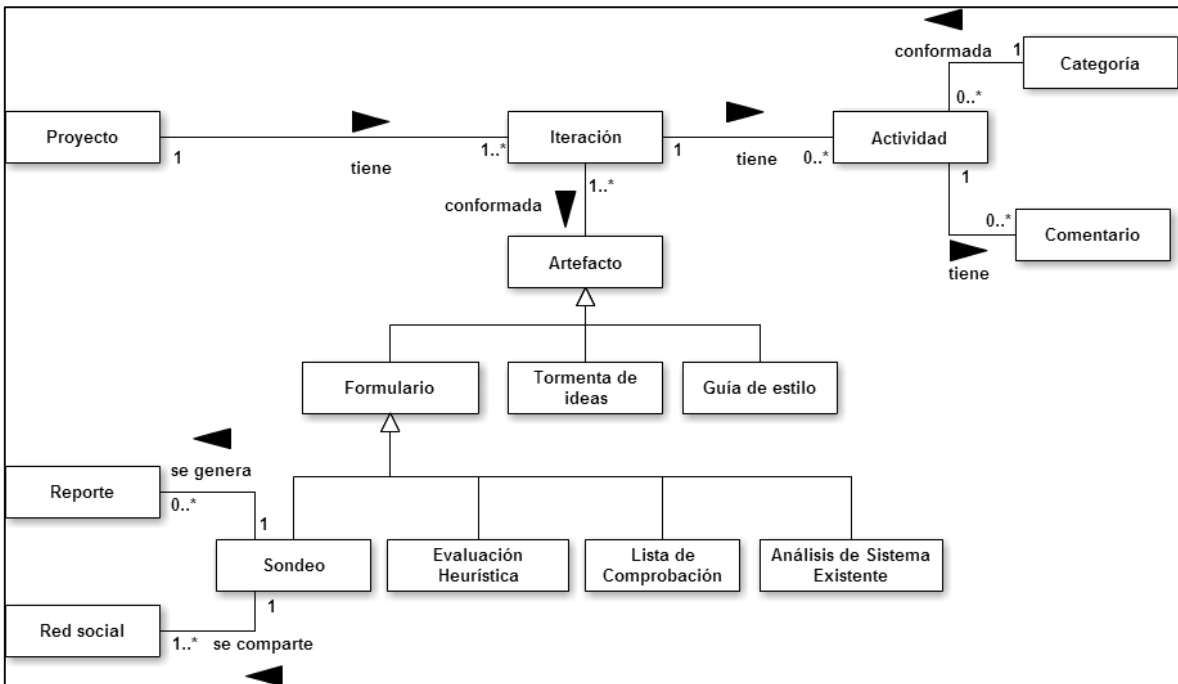 conformada
1
Categoría
0..*
Proyecto
1
tiene
1..*
Iteración
1
tiene
0..*
Actividad
1
0..*
Comentario
tiene
1..*
conformada
Artefacto
Formulario
Tormenta de
ideas
Guía de estilo
se genera
Reporte
0..*
1
Sondeo
Evaluación
Heurística
Lista de
Comprobación
Análisis de Sistema
Existente
1
Red social
1..*
se comparte